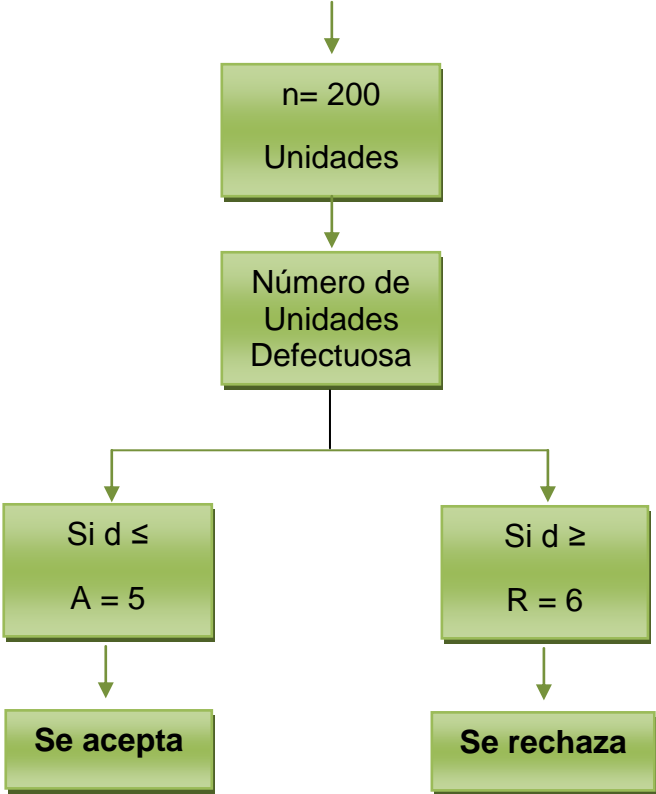 n= 200
Unidades
Número de
Unidades
Defectuosa
Si d ≤
A = 5
Si d ≥
R = 6
Se acepta
Se rechaza